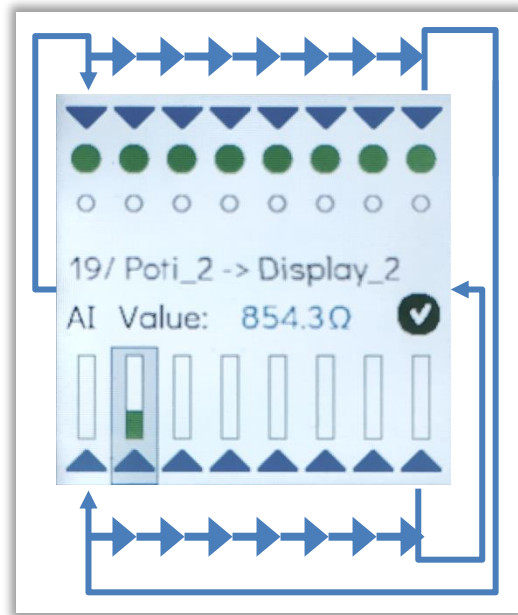 19/ Poti_2 -> Display_2
AI Value: 854.3Ω